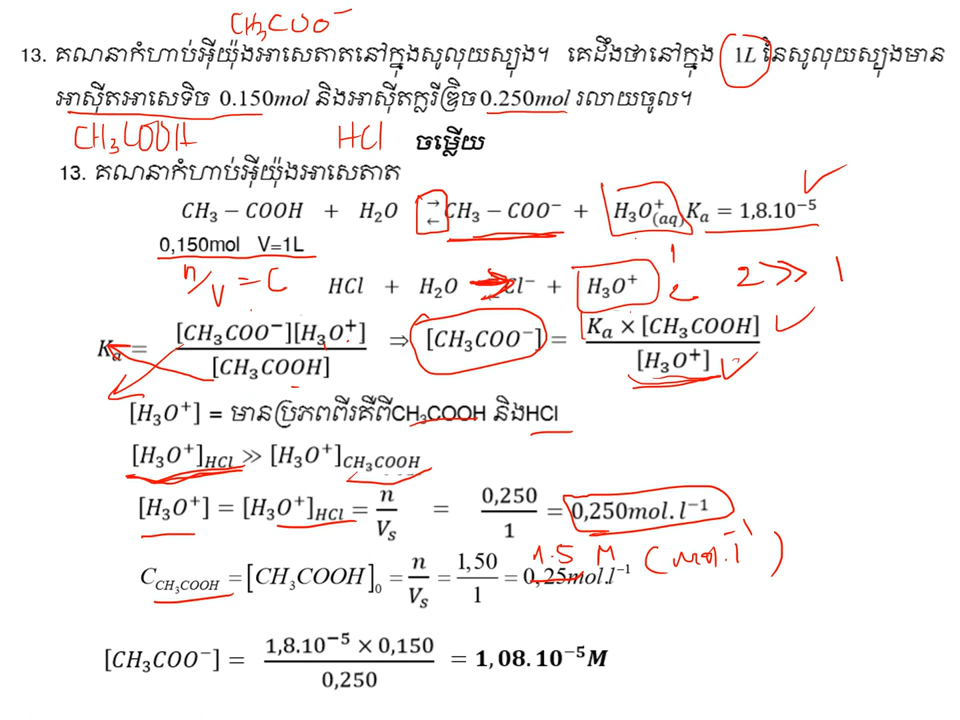 CH₃COO⁻
13. គណនាកំហាប់អ៊ីយ៉ុងអាសេតាតនៅក្នុងសូលុយស្យុង។ គេដឹងថានៅក្នុង 1L នៃសូលុយស្យុងមាន
អាស៊ីតអាសេទិច 0.150mol និងអាស៊ីតក្លរីឌ្រិច 0.250mol រលាយចូល។
CH₃COOH HCl ចម្លើយ
13. គណនាកំហាប់អ៊ីយ៉ុងអាសេតាត
CH₃ − COOH + H₂O ⇄ CH₃ − COO⁻ + H₃O⁺(aq) Kₐ = 1,8.10⁻⁵
0,150mol V=1L 1
n/V = C HCl + H₂O → Cl⁻ + H₃O⁺ 2 2 >> 1
Kₐ = [CH₃COO⁻][H₃O⁺] / [CH₃COOH] ⇒ [CH₃COO⁻] = Kₐ × [CH₃COOH] / [H₃O⁺]
[H₃O⁺] = មានប្រភពពីរគឺពីCH₃COOH និងHCl
[H₃O⁺]HCl ≫ [H₃O⁺]CH₃COOH
[H₃O⁺] = [H₃O⁺]HCl = n / Vₛ = 0,250 / 1 = 0,250mol.l⁻¹
1.5 M (mol.l⁻¹)
C CH₃COOH = [CH₃COOH]₀ = n / Vₛ = 1,50 / 1 = 0,25mol.l⁻¹
[CH₃COO⁻] = 1,8.10⁻⁵ × 0,150 / 0,250 = 1,08.10⁻⁵M